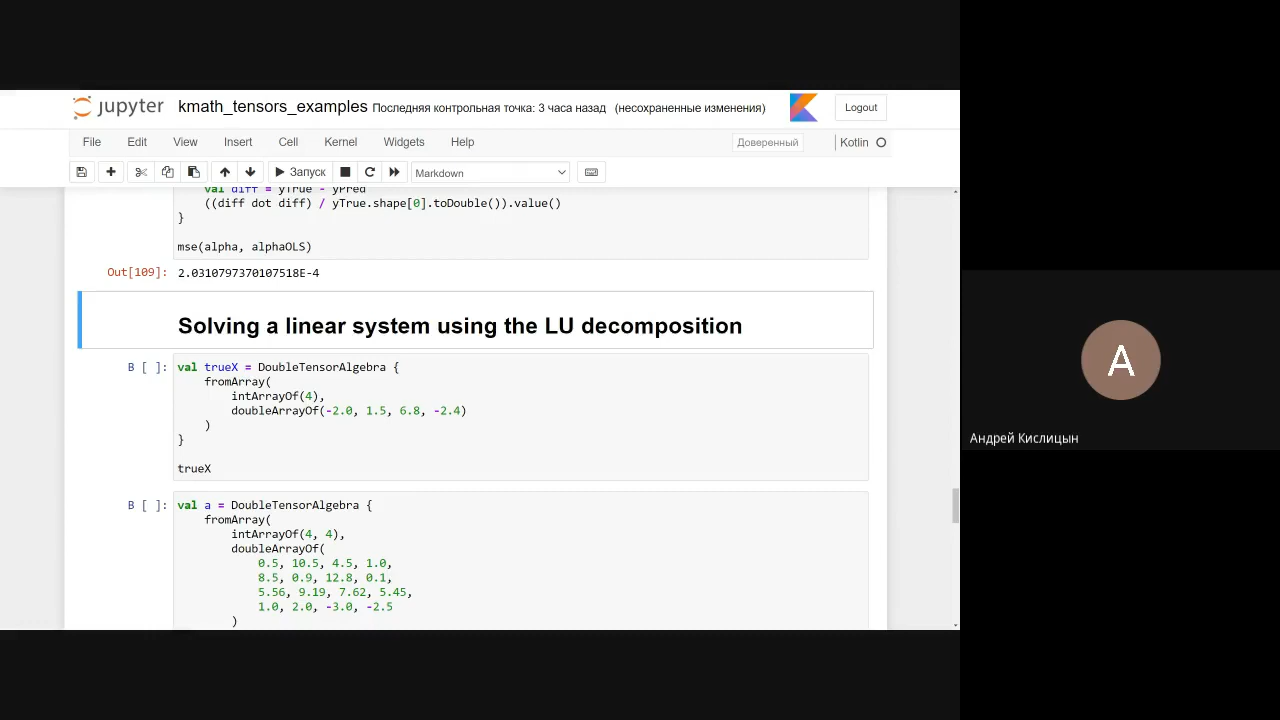 jupyter kmath_tensors_examples Последняя контрольная точка: 3 часа назад (несохраненные изменения) Logout
File Edit View Insert Cell Kernel Widgets Help Доверенный Kotlin
Запуск Markdown
val diff = yTrue - yPred
((diff dot diff) / yTrue.shape[0].toDouble()).value()
}
mse(alpha, alphaOLS)
Out[109]: 2.0310797370107518E-4
Solving a linear system using the LU decomposition
В [ ]: val trueX = DoubleTensorAlgebra {
fromArray(
intArrayOf(4),
doubleArrayOf(-2.0, 1.5, 6.8, -2.4)
)
}
trueX
В [ ]: val a = DoubleTensorAlgebra {
fromArray(
intArrayOf(4, 4),
doubleArrayOf(
0.5, 10.5, 4.5, 1.0,
8.5, 0.9, 12.8, 0.1,
5.56, 9.19, 7.62, 5.45,
1.0, 2.0, -3.0, -2.5
)
A
Андрей Кислицын